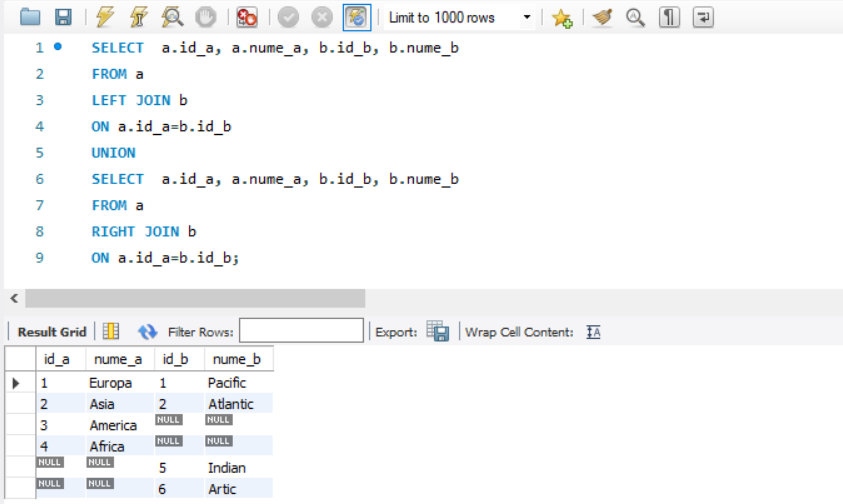 Limit to 1000 rows
1 SELECT  a.id_a, a.nume_a, b.id_b, b.nume_b
2 FROM a
3 LEFT JOIN b
4 ON a.id_a=b.id_b
5 UNION
6 SELECT  a.id_a, a.nume_a, b.id_b, b.nume_b
7 FROM a
8 RIGHT JOIN b
9 ON a.id_a=b.id_b;
Result Grid Filter Rows: Export: Wrap Cell Content: IA
id_a nume_a id_b nume_b
1 Europa 1 Pacific
2 Asia 2 Atlantic
3 America NULL NULL
4 Africa NULL NULL
NULL NULL 5 Indian
NULL NULL 6 Artic